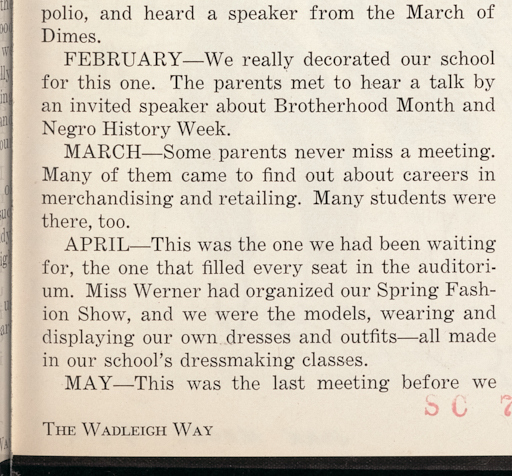 polio, and heard a speaker from the March of
Dimes.
FEBRUARY—We really decorated our school
for this one. The parents met to hear a talk by
an invited speaker about Brotherhood Month and
Negro History Week.
MARCH—Some parents never miss a meeting.
Many of them came to find out about careers in
merchandising and retailing. Many students were
there, too.
APRIL—This was the one we had been waiting
for, the one that filled every seat in the auditori-
um. Miss Werner had organized our Spring Fash-
ion Show, and we were the models, wearing and
displaying our own dresses and outfits—all made
in our school's dressmaking classes.
MAY—This was the last meeting before we
SC 7
THE WADLEIGH WAY